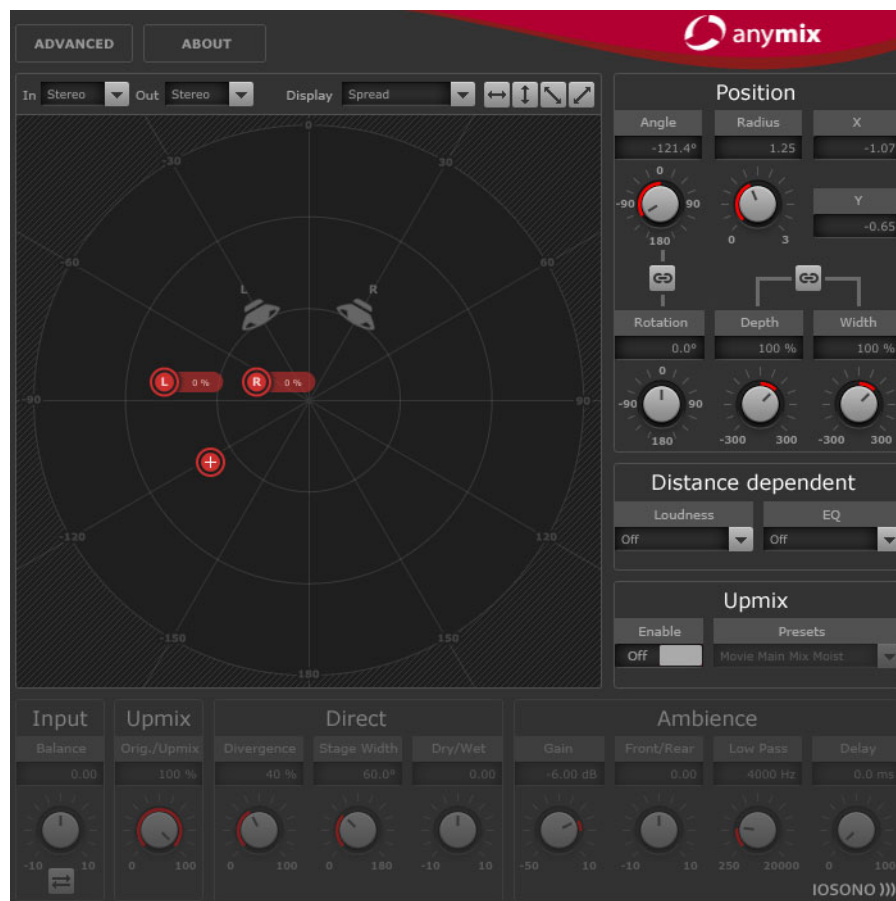 ADVANCED ABOUT anymix
In Stereo Out Stereo Display Spread
Position
Angle Radius X
-121.4° 1.25 -1.07
0
-90 90
180
0 3
Y
-0.65
Rotation Depth Width
0.0° 100 % 100 %
0
-90 90
180
-300 300
-300 300
0
-30 30
-60 60
-90 90
-120 120
-150 150
180
L R
L 0 % R 0 %
Distance dependent
Loudness EQ
Off Off
Upmix
Enable Presets
Off Movie Main Mix Moist
Input Upmix Direct Ambience
Balance Orig./Upmix Divergence Stage Width Dry/Wet Gain Front/Rear Low Pass Delay
0.00 100 % 40 % 60.0° 0.00 -6.00 dB 0.00 4000 Hz 0.0 ms
-10 10 0 100 0 100 0 180 -10 10 -50 10 -10 10 250 20000 0 100
IOSONO )))